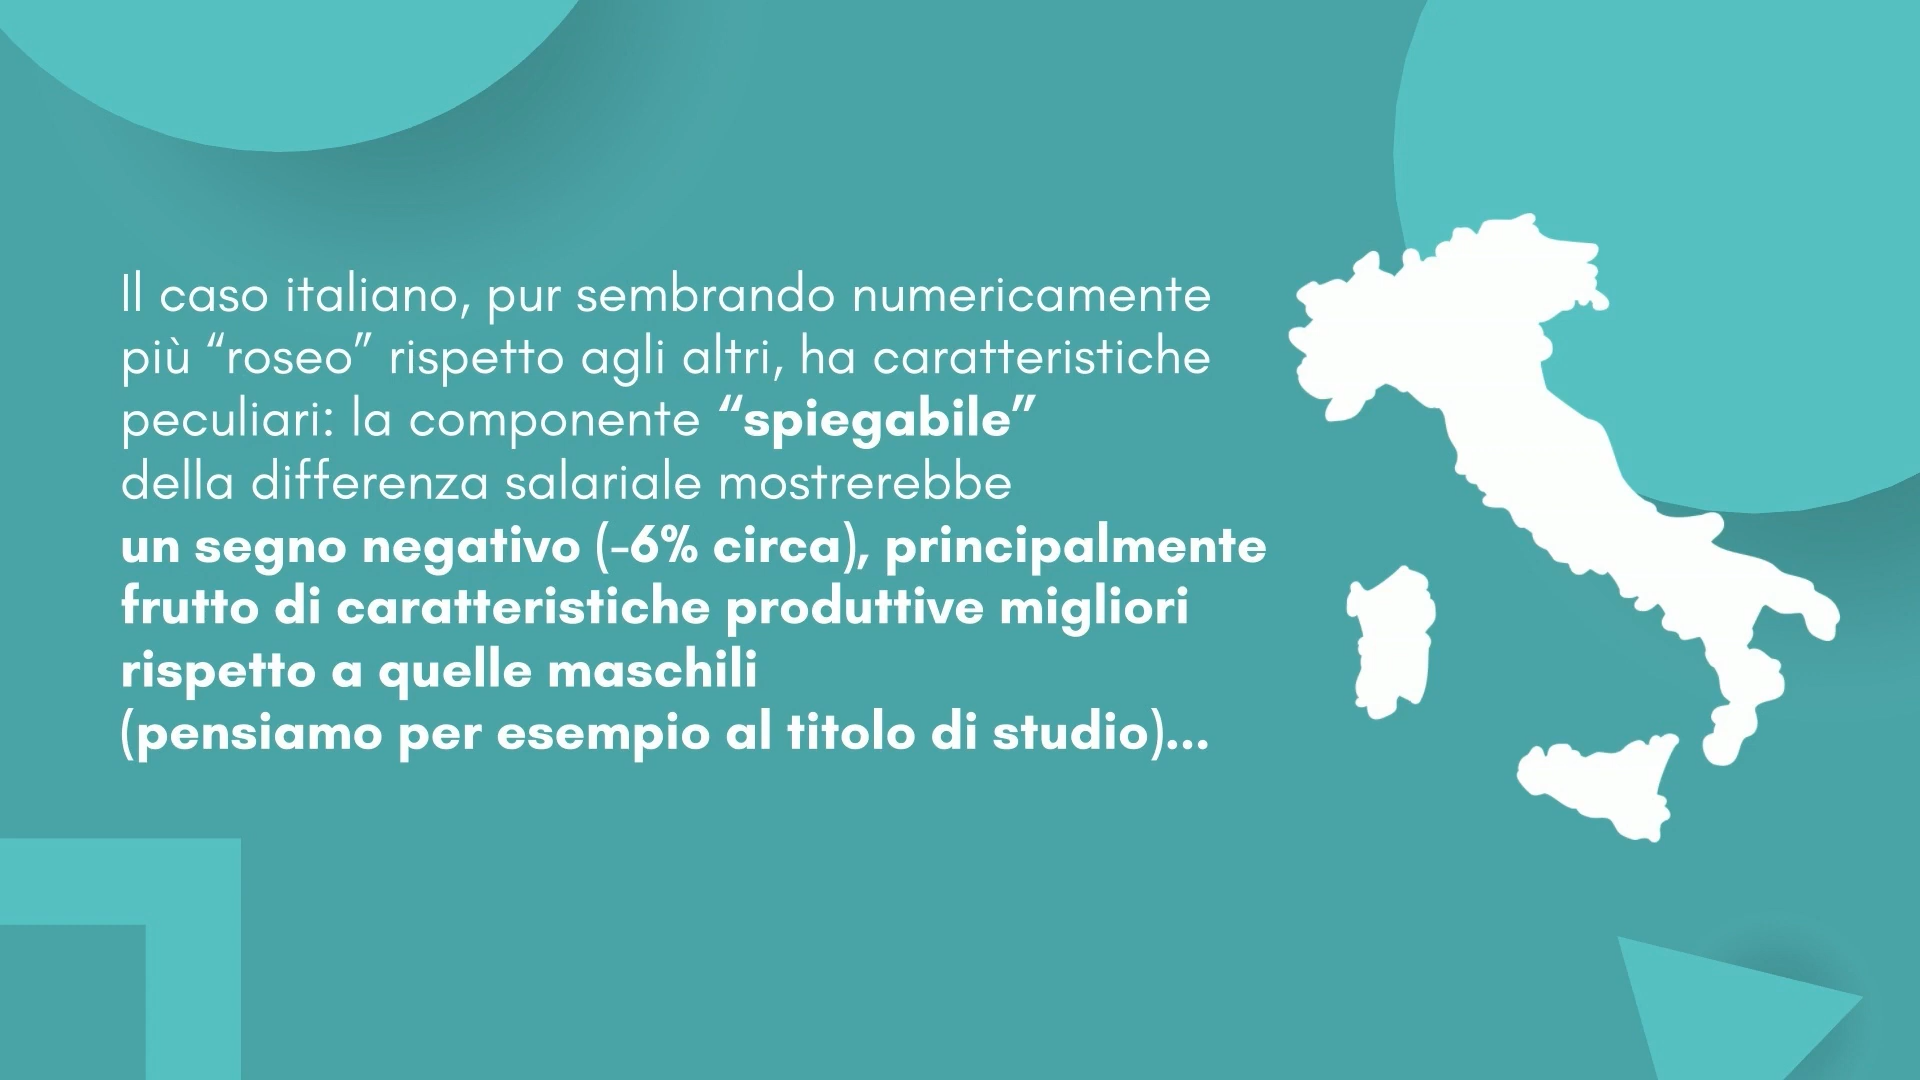 Il caso italiano, pur sembrando numericamente
più “roseo” rispetto agli altri, ha caratteristiche
peculiari: la componente “spiegabile”
della differenza salariale mostrerebbe
un segno negativo (-6% circa), principalmente
frutto di caratteristiche produttive migliori
rispetto a quelle maschili
(pensiamo per esempio al titolo di studio)...